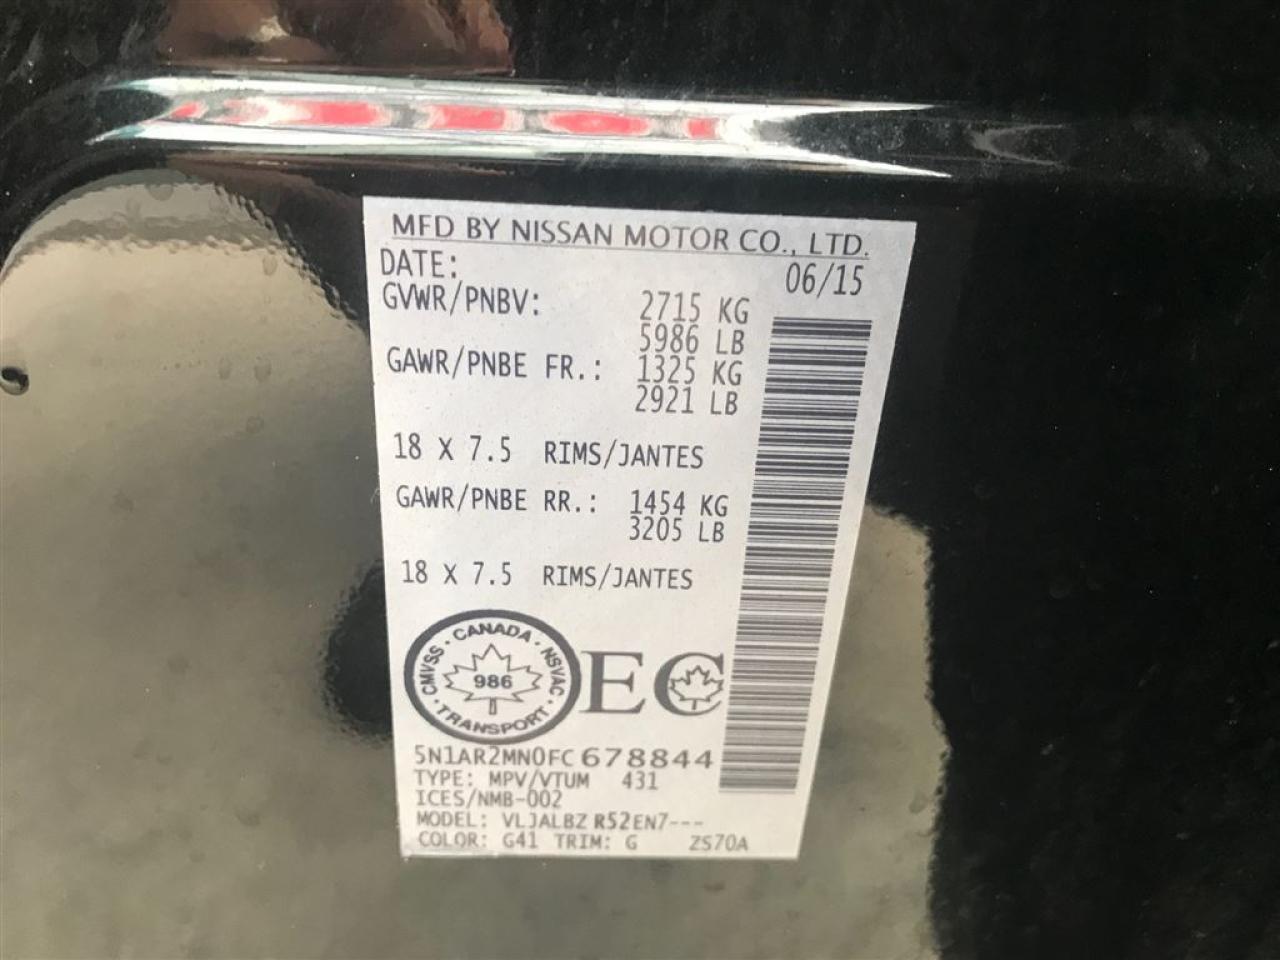 MFD BY NISSAN MOTOR CO., LTD.
DATE: 06/15
GVWR/PNBV: 2715 KG
5986 LB
GAWR/PNBE FR.: 1325 KG
2921 LB
18 X 7.5 RIMS/JANTES
GAWR/PNBE RR.: 1454 KG
3205 LB
18 X 7.5 RIMS/JANTES
CMVSS · CANADA · NSVAC · TRANSPORT ·
986
EC
5N1AR2MN0FC678844
TYPE: MPV/VTUM 431
ICES/NMB-002
MODEL: VLJALBZ R52EN7---
COLOR: G41 TRIM: G ZS70A